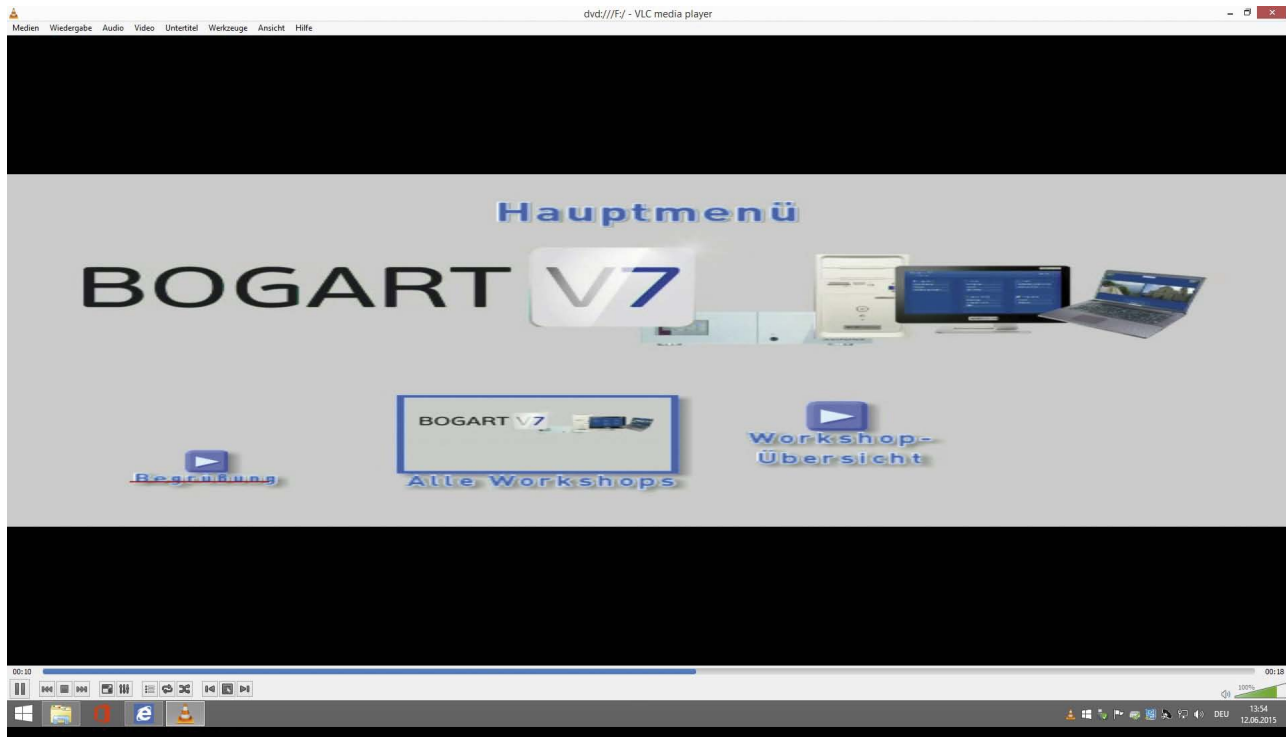 dvd:///F:/ - VLC media player
Medien Wiedergabe Audio Video Untertitel Werkzeuge Ansicht Hilfe
Hauptmenü
BOGART V7
BOGART V7
Begrüßung
Alle Workshops
Workshop-
Übersicht
00:10
00:18
100%
DEU
13:54
12.06.2015